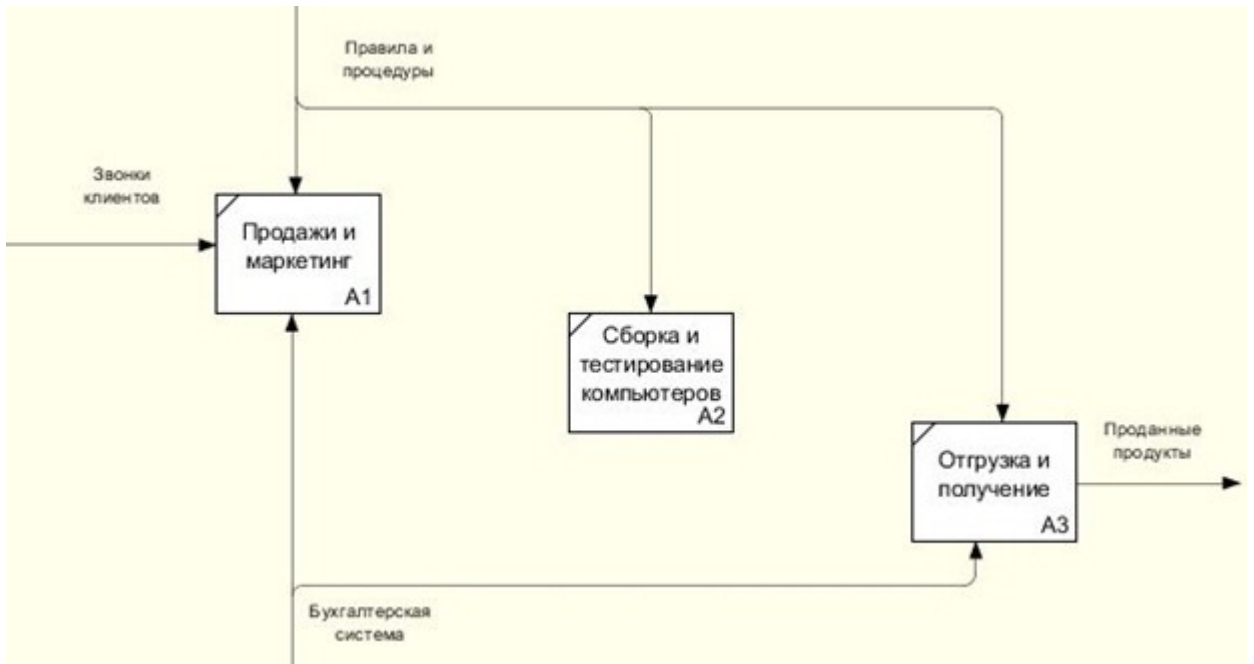 Правила и
процедуры
Звонки
клиентов
Продажи и
маркетинг
A1
Сборка и
тестирование
компьютеров
A2
Отгрузка и
получение
A3
Проданные
продукты
Бухгалтерская
система